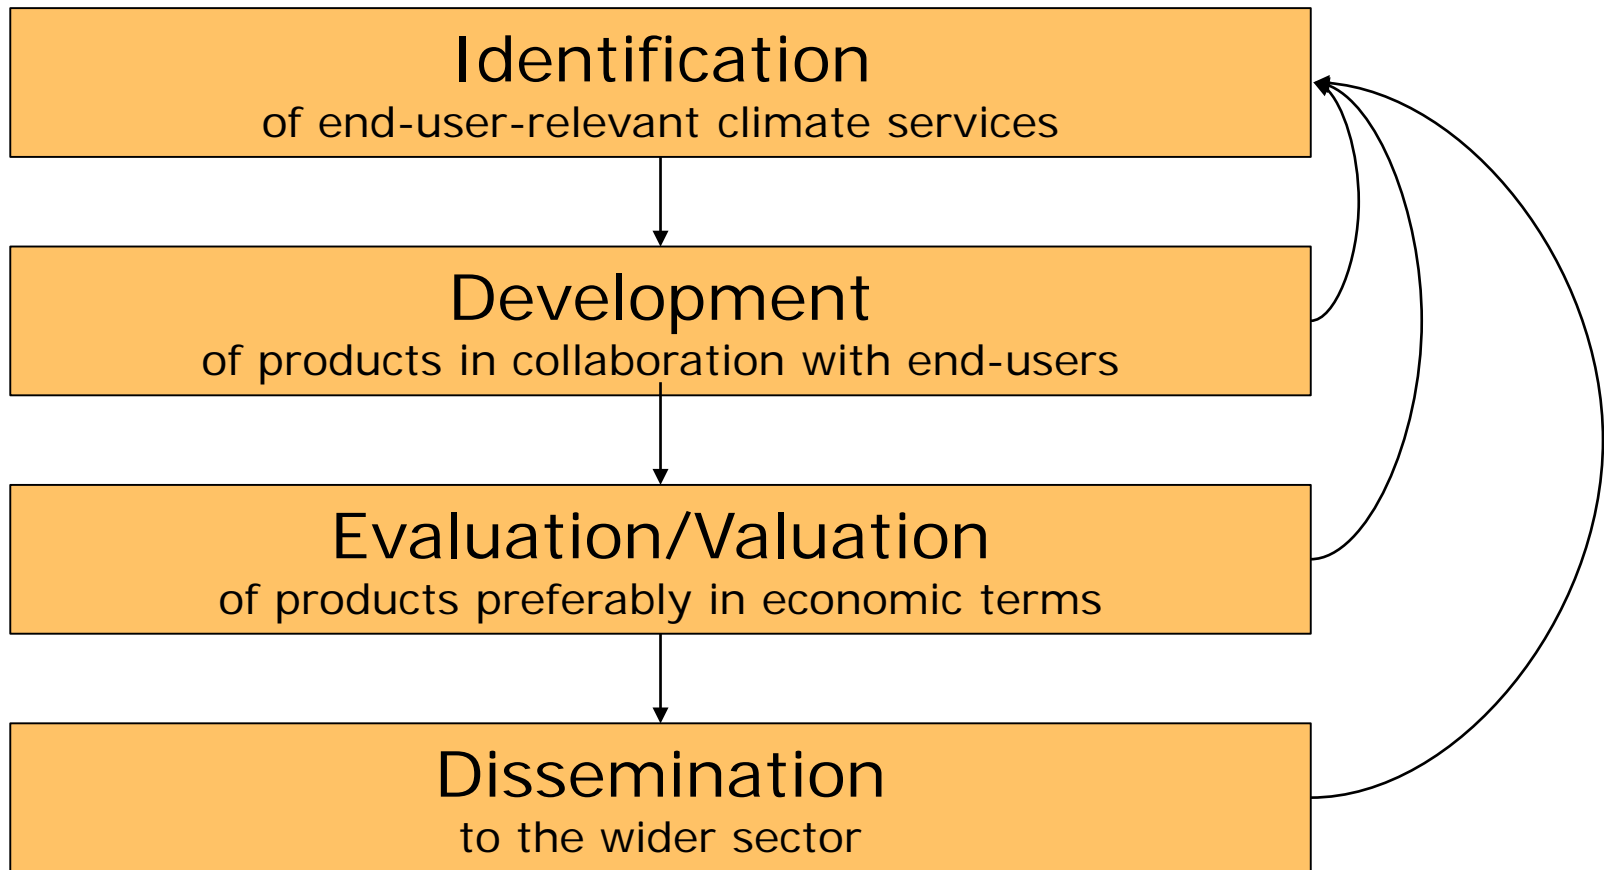 Identification
of end-user-relevant climate services
Development
of products in collaboration with end-users
Evaluation/Valuation
of products preferably in economic terms
Dissemination
to the wider sector